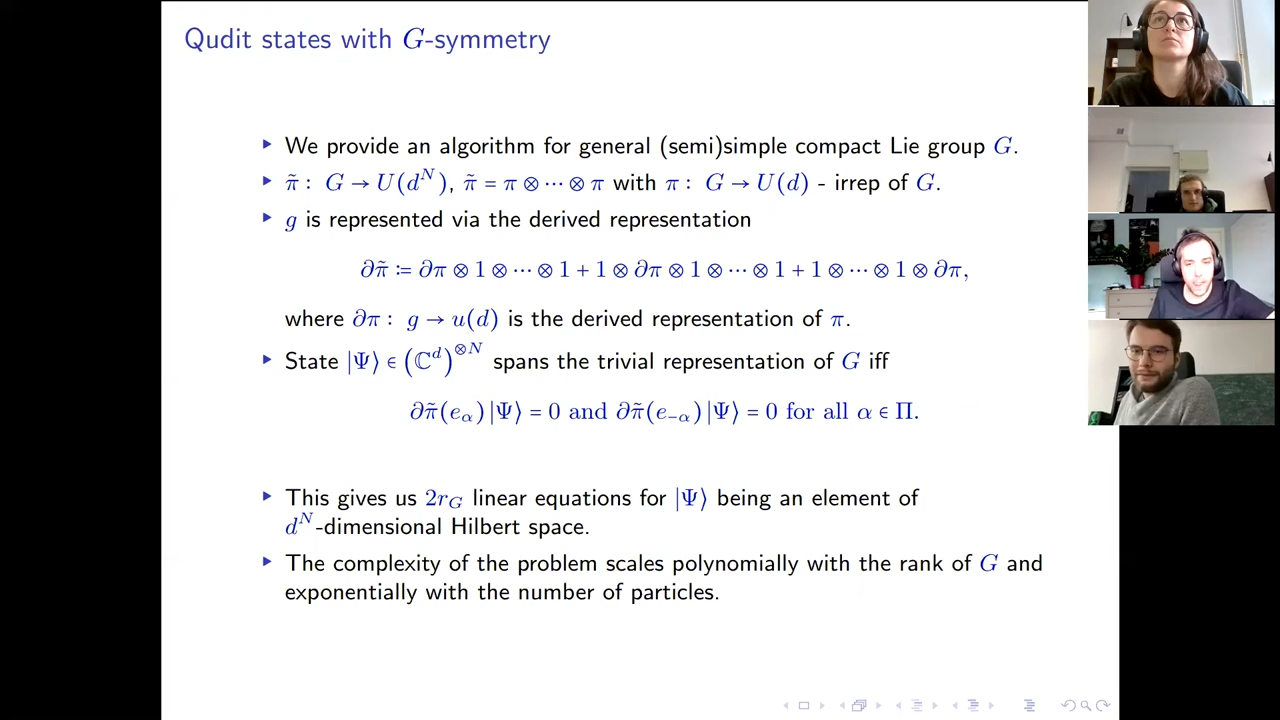 Qudit states with G-symmetry
▸ We provide an algorithm for general (semi)simple compact Lie group G.
▸ π̃ : G → U(d^N), π̃ = π ⊗ ⋯ ⊗ π with π : G → U(d) - irrep of G.
▸ g is represented via the derived representation
∂π̃ ≔ ∂π ⊗ 1 ⊗ ⋯ ⊗ 1 + 1 ⊗ ∂π ⊗ 1 ⊗ ⋯ ⊗ 1 + 1 ⊗ ⋯ ⊗ 1 ⊗ ∂π,
where ∂π : g → u(d) is the derived representation of π.
▸ State |Ψ⟩ ∈ (ℂ^d)^{⊗N} spans the trivial representation of G iff
∂π̃(e_α) |Ψ⟩ = 0 and ∂π̃(e_{−α}) |Ψ⟩ = 0 for all α ∈ Π.
▸ This gives us 2r_G linear equations for |Ψ⟩ being an element of
d^N-dimensional Hilbert space.
▸ The complexity of the problem scales polynomially with the rank of G and
exponentially with the number of particles.